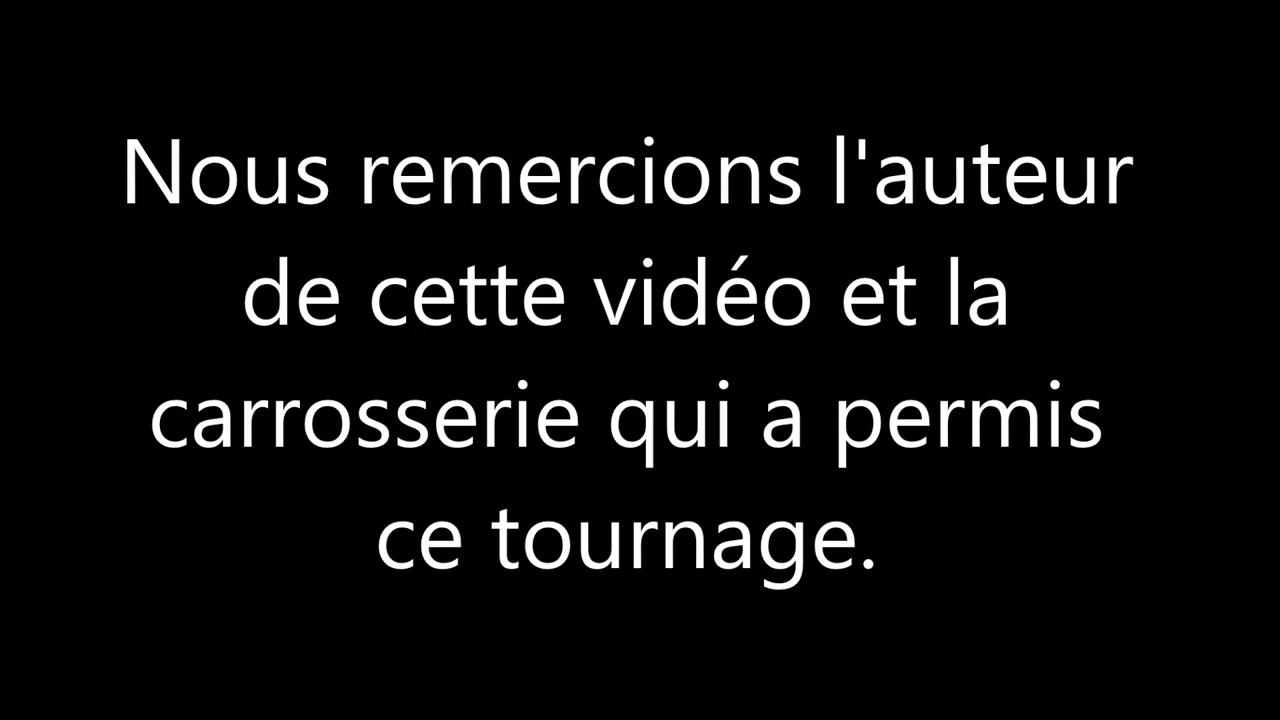 Nous remercions l'auteur
de cette vidéo et la
carrosserie qui a permis
ce tournage.